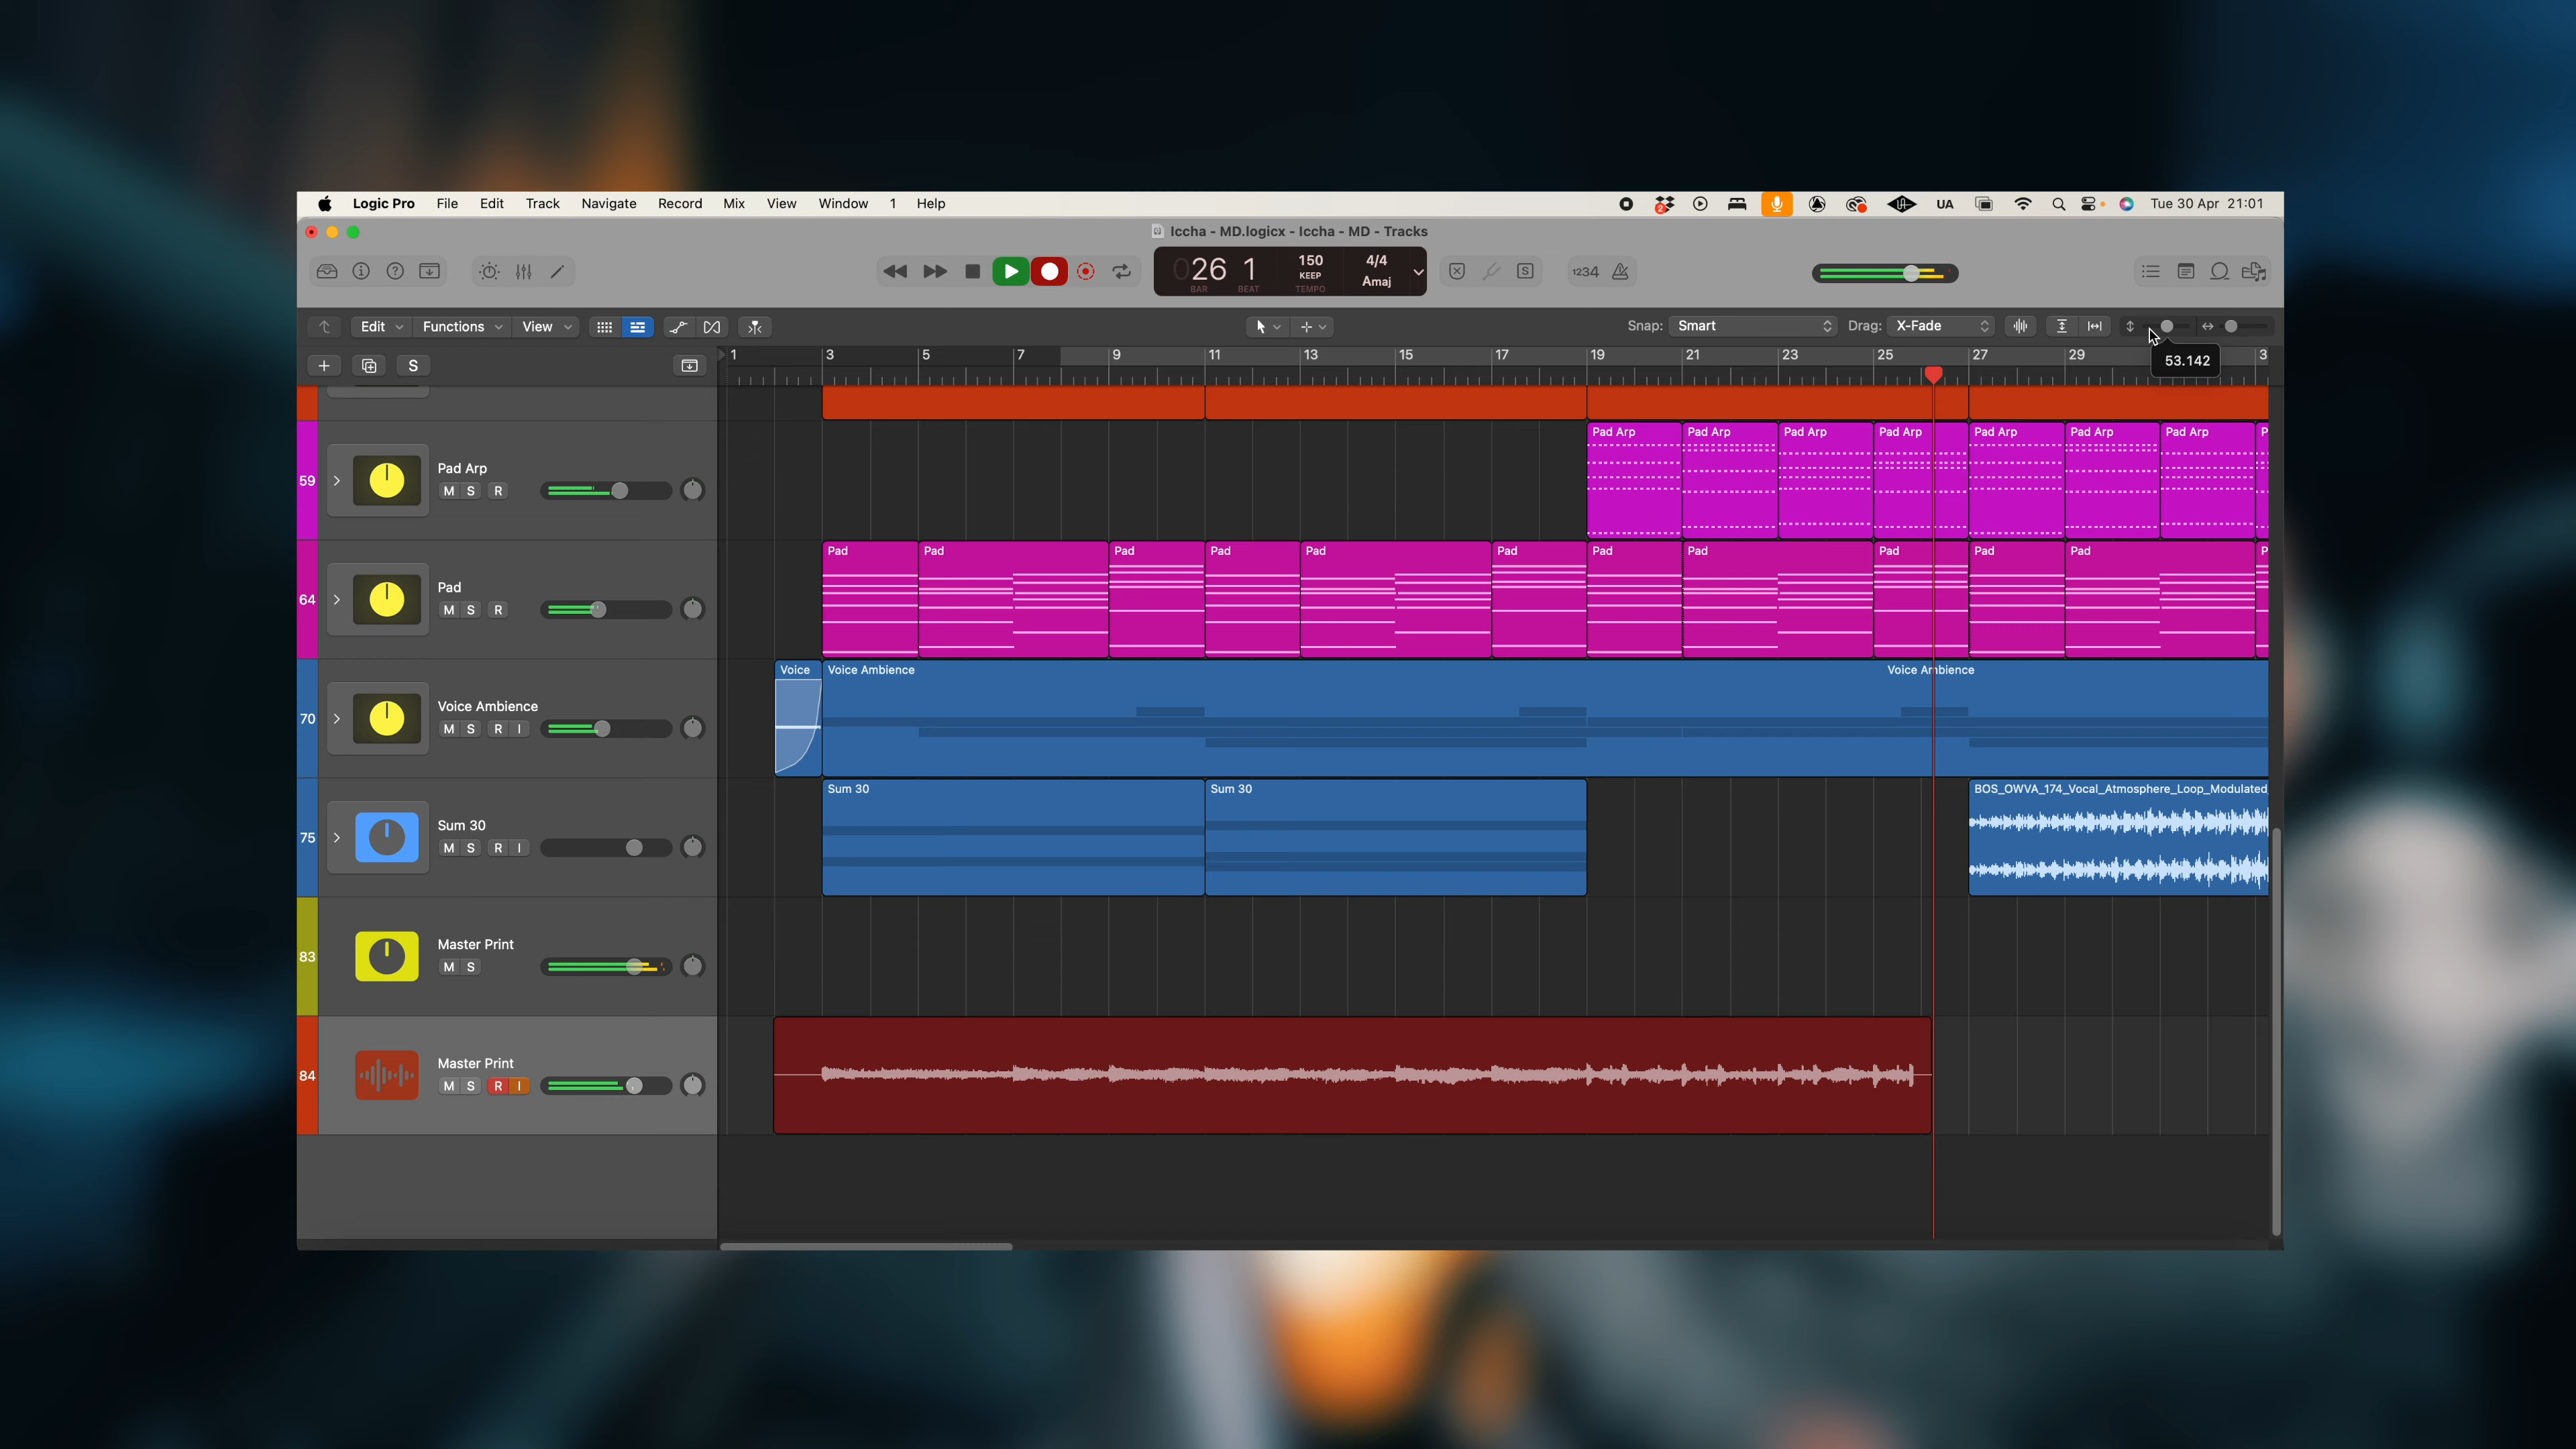 Logic Pro File Edit Track Navigate Record Mix View Window 1 Help
2 UA Tue 30 Apr 21:01
Iccha - MD.logicx - Iccha - MD - Tracks
026 1 150 4/4
KEEP Amaj
BAR BEAT TEMPO
S 1234
Edit Functions View
Snap: Smart Drag: X-Fade
S
1 3 5 7 9 11 13 15 17 19 21 23 25 27 29 3
53.142
59
Pad Arp
M S R
Pad Arp Pad Arp Pad Arp Pad Arp Pad Arp Pad Arp Pad Arp P
64
Pad
M S R
Pad Pad Pad Pad Pad Pad Pad Pad Pad Pad Pad P
70
Voice Ambience
M S R I
Voice Voice Ambience Voice Ambience
75
Sum 30
M S R I
Sum 30 Sum 30 BOS_OWVA_174_Vocal_Atmosphere_Loop_Modulated
83
Master Print
M S
84
Master Print
M S R I